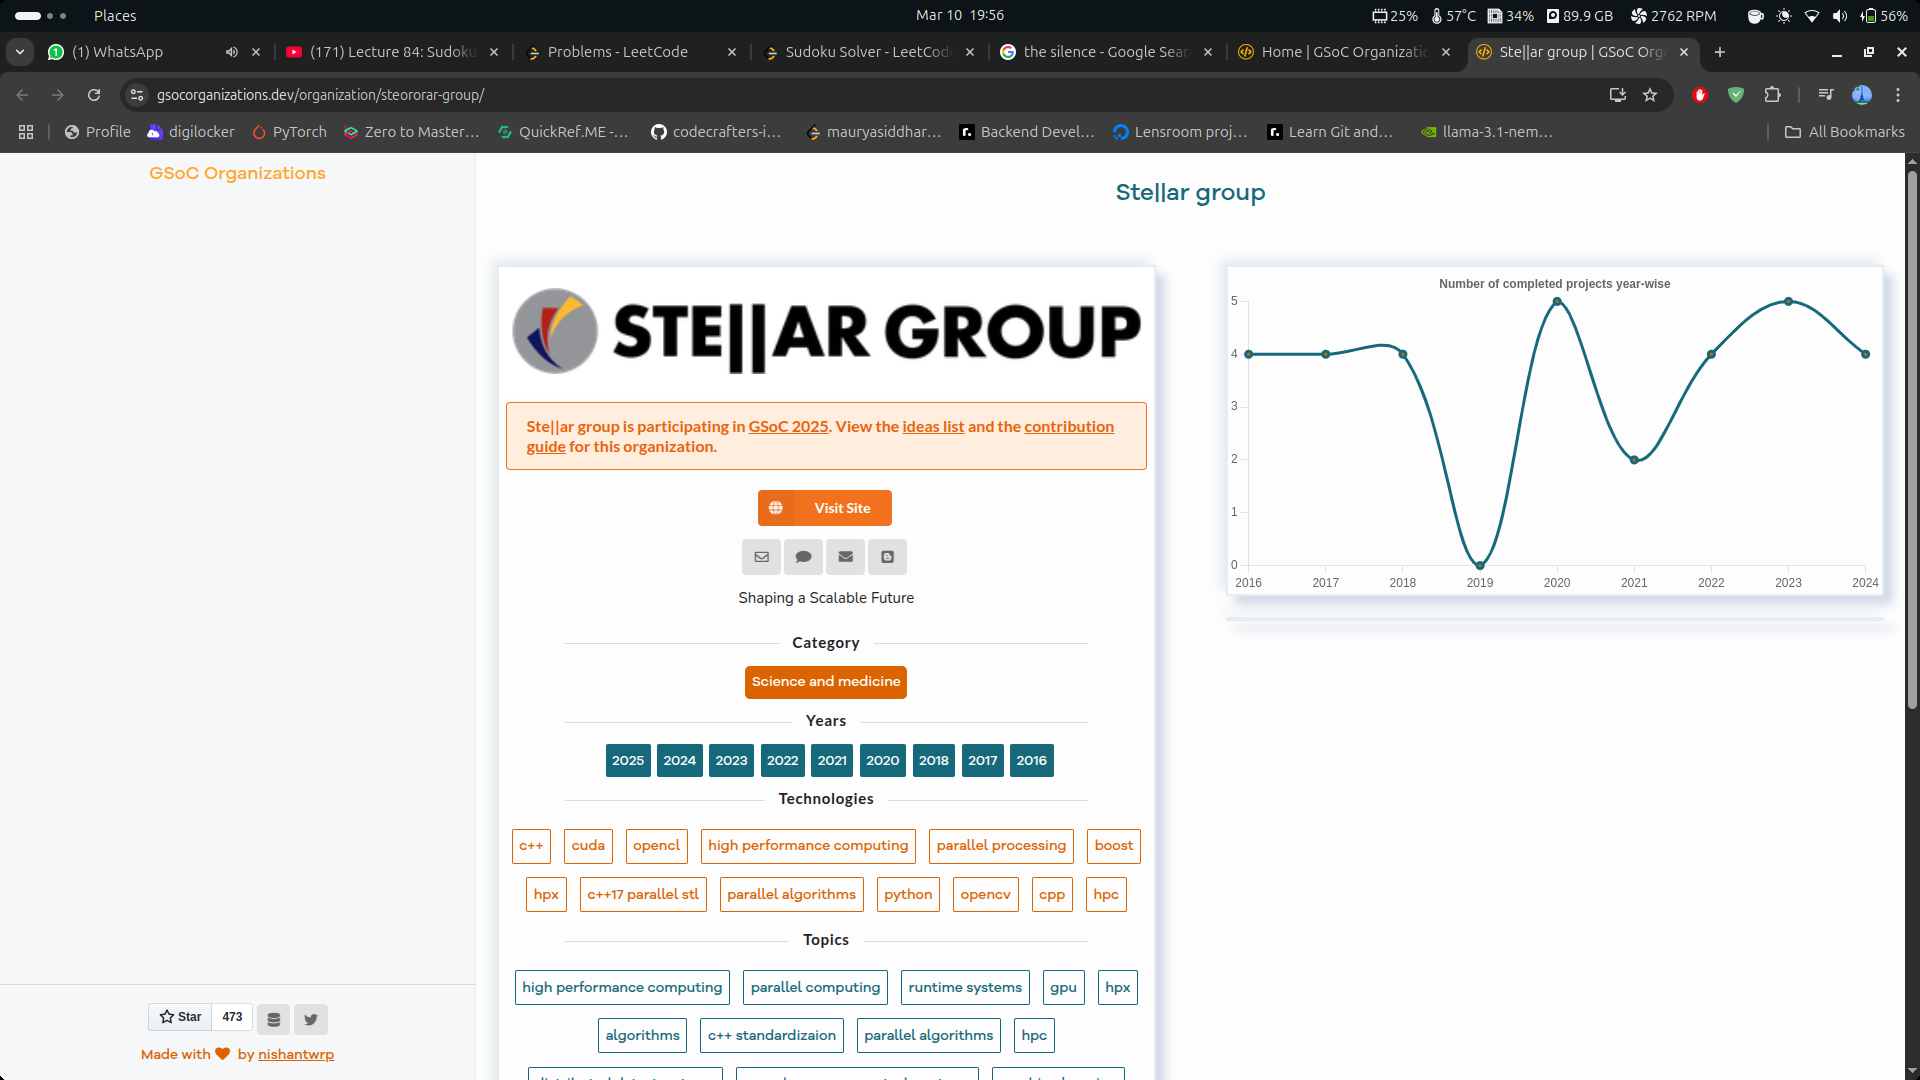 Places
Mar 10 19:56
25% 57°C 34% 89.9 GB 2762 RPM 56%
(1) WhatsApp
(171) Lecture 84: Sudoku
Problems - LeetCode
Sudoku Solver - LeetCod
the silence - Google Sear
Home | GSoC Organizatio
Ste||ar group | GSoC Org
gsocorganizations.dev/organization/steororar-group/
Profile
digilocker
PyTorch
Zero to Master...
QuickRef.ME -...
codecrafters-i...
mauryasiddhar...
Backend Devel...
Lensroom proj...
Learn Git and...
llama-3.1-nem...
All Bookmarks
GSoC Organizations
Ste||ar group
STE||AR GROUP
Ste||ar group is participating in GSoC 2025. View the ideas list and the contribution
guide for this organization.
Visit Site
Shaping a Scalable Future
Category
Science and medicine
Years
2025 2024 2023 2022 2021 2020 2018 2017 2016
Technologies
c++ cuda opencl high performance computing parallel processing boost
hpx c++17 parallel stl parallel algorithms python opencv cpp hpc
Topics
high performance computing parallel computing runtime systems gpu hpx
algorithms c++ standardizaion parallel algorithms hpc
Number of completed projects year-wise
5
4
3
2
1
0
2016 2017 2018 2019 2020 2021 2022 2023 2024
Star 473
Made with by nishantwrp